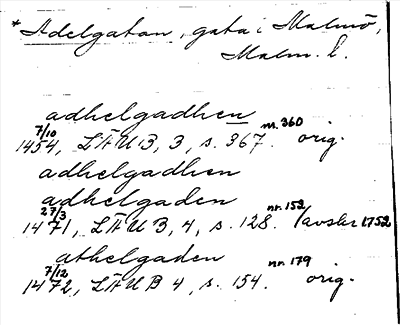 * Adelgatan, gata i Malmö,
Malm. l.
adhelgadhen
7/10 nr. 360
1454, LÄUB, 3, s. 367. orig.
adhelgadhen
adhelgaden
27/3 nr. 152
1471, LÄUB, 4, s. 128. /avskr 1752
athelgaden
7/12 nr. 179
1472, LÄUB 4, s. 154. orig.